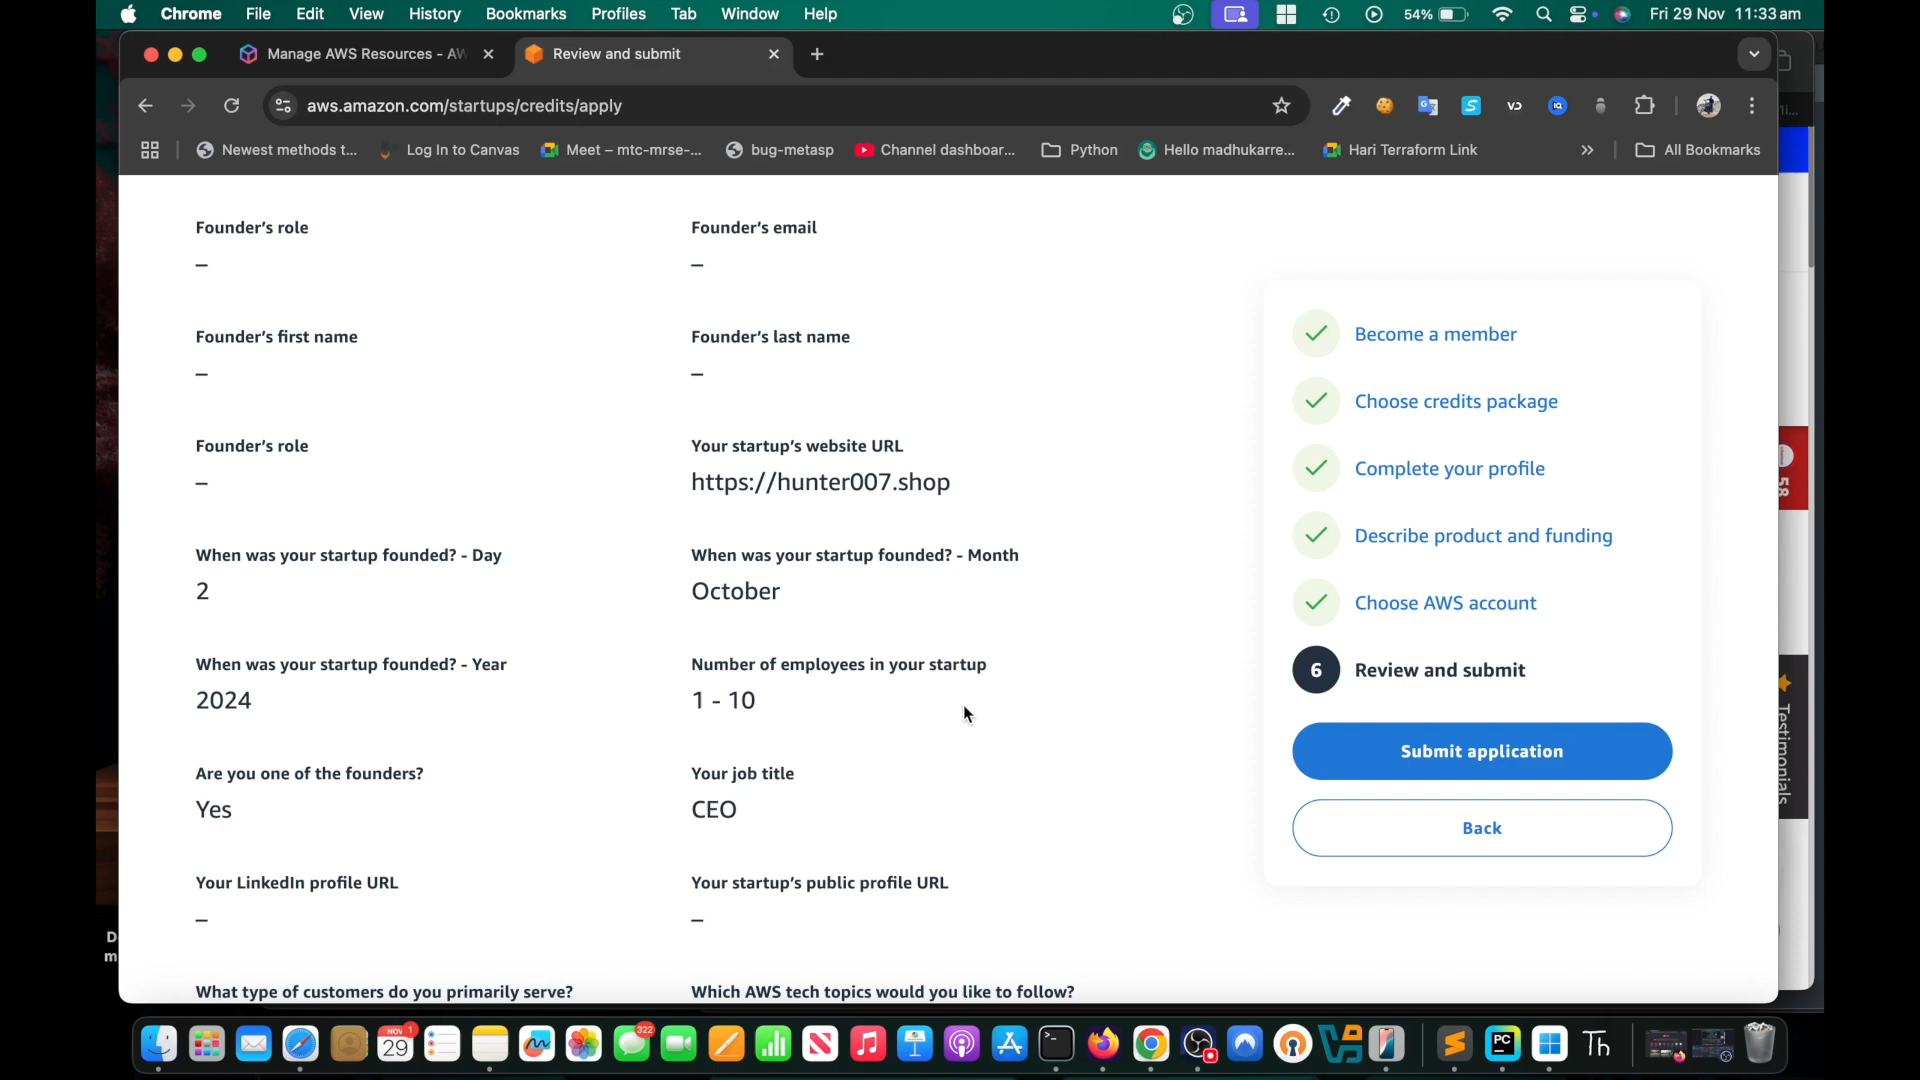 Chrome File Edit View History Bookmarks Profiles Tab Window Help 54% Fri 29 Nov 11:33 am
Manage AWS Resources - AW
Review and submit
aws.amazon.com/startups/credits/apply
Newest methods t... Log In to Canvas Meet – mtc-mrse-... bug-metasp Channel dashboar... Python Hello madhukarre... Hari Terraform Link » All Bookmarks
Founder's role
–
Founder's email
–
Founder's first name
–
Founder's last name
–
Founder's role
–
Your startup's website URL
https://hunter007.shop
When was your startup founded? - Day
2
When was your startup founded? - Month
October
When was your startup founded? - Year
2024
Number of employees in your startup
1 - 10
Are you one of the founders?
Yes
Your job title
CEO
Your LinkedIn profile URL
–
Your startup's public profile URL
–
What type of customers do you primarily serve?
Which AWS tech topics would you like to follow?
Become a member
Choose credits package
Complete your profile
Describe product and funding
Choose AWS account
6 Review and submit
Submit application
Back
58
Testimonials
D
m
NOV 1
29
322
PC
Th